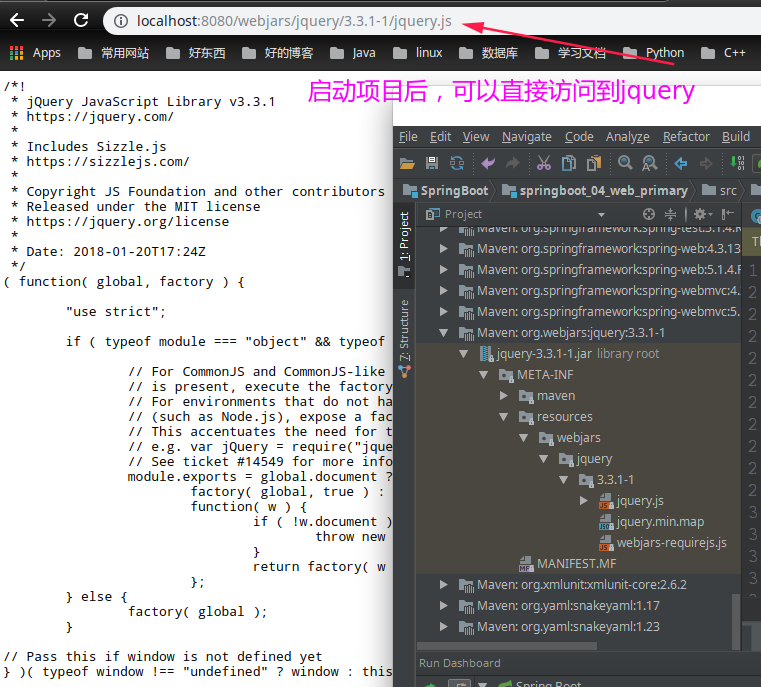 localhost:8080/webjars/jquery/3.3.1-1/jquery.js
Apps 常用网站 好东西 好的博客 Java linux 数据库 学习文档 Python C++
启动项目后，可以直接访问到jquery
/*!
* jQuery JavaScript Library v3.3.1
* https://jquery.com/
*
* Includes Sizzle.js
* https://sizzlejs.com/
*
* Copyright JS Foundation and other contributors
* Released under the MIT license
* https://jquery.org/license
*
* Date: 2018-01-20T17:24Z
*/
( function( global, factory ) {
"use strict";
if ( typeof module === "object" && typeof
// For CommonJS and CommonJS-like
// is present, execute the factory
// For environments that do not ha
// (such as Node.js), expose a fac
// This accentuates the need for t
// e.g. var jQuery = require("jque
// See ticket #14549 for more info
module.exports = global.document ?
factory( global, true ) :
function( w ) {
if ( !w.document )
throw new
}
return factory( w
};
} else {
factory( global );
}
// Pass this if window is not defined yet
} )( typeof window !== "undefined" ? window : this
File Edit View Navigate Code Analyze Refactor Build
SpringBoot springboot_04_web_primary src
Project
1: Project
7: Structure
Maven: org.springframework:spring-test:5.1.4.R
Maven: org.springframework:spring-web:4.3.13
Maven: org.springframework:spring-web:5.1.4.F
Maven: org.springframework:spring-webmvc:4.
Maven: org.springframework:spring-webmvc:5.
Maven: org.webjars:jquery:3.3.1-1
jquery-3.3.1-1.jar library root
META-INF
maven
resources
webjars
jquery
3.3.1-1
jquery.js
jquery.min.map
webjars-requirejs.js
MANIFEST.MF
Maven: org.xmlunit:xmlunit-core:2.6.2
Maven: org.yaml:snakeyaml:1.17
Maven: org.yaml:snakeyaml:1.23
Run Dashboard
Spring Boot